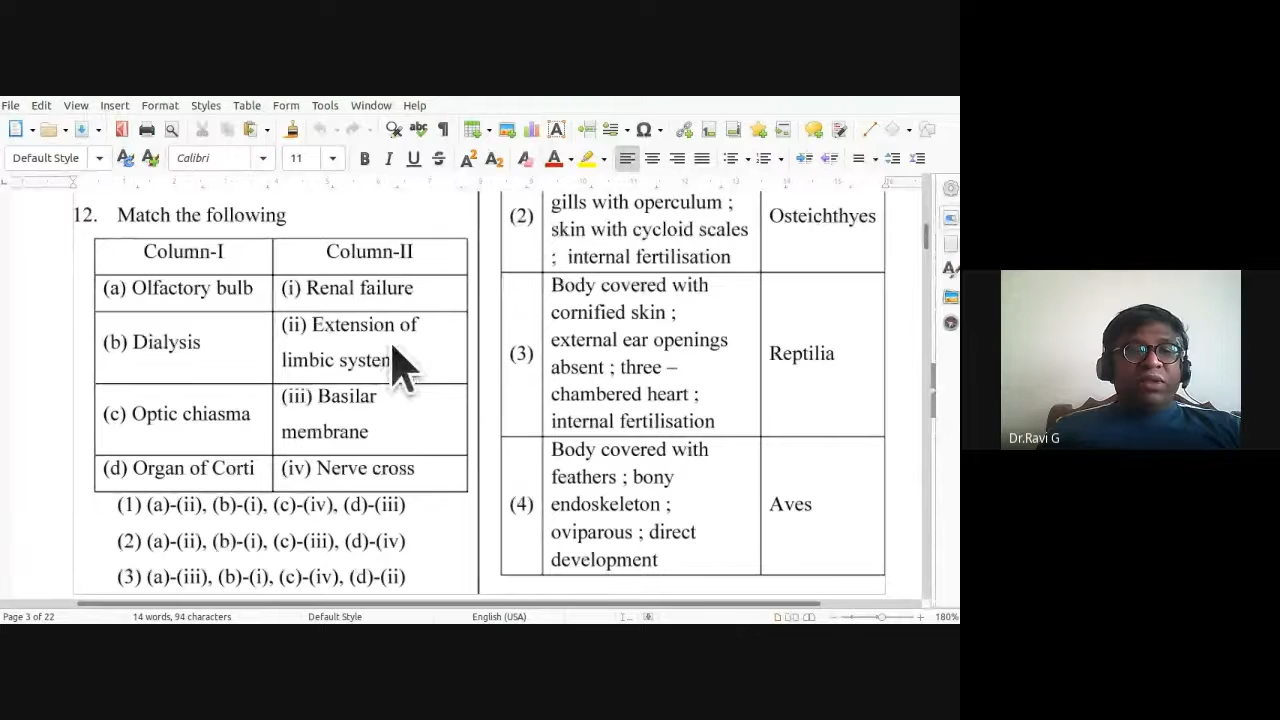 File Edit View Insert Format Styles Table Form Tools Window Help
Default Style
Calibri
11
12. Match the following
Column-I Column-II
(a) Olfactory bulb (i) Renal failure
(b) Dialysis (ii) Extension of
limbic system
(c) Optic chiasma (iii) Basilar
membrane
(d) Organ of Corti (iv) Nerve cross
(1) (a)-(ii), (b)-(i), (c)-(iv), (d)-(iii)
(2) (a)-(ii), (b)-(i), (c)-(iii), (d)-(iv)
(3) (a)-(iii), (b)-(i), (c)-(iv), (d)-(ii)
(2) gills with operculum ; Osteichthyes
skin with cycloid scales
; internal fertilisation
(3) Body covered with Reptilia
cornified skin ;
external ear openings
absent ; three –
chambered heart ;
internal fertilisation
(4) Body covered with Aves
feathers ; bony
endoskeleton ;
oviparous ; direct
development
Page 3 of 22 14 words, 94 characters Default Style English (USA) 180%
Dr.Ravi G